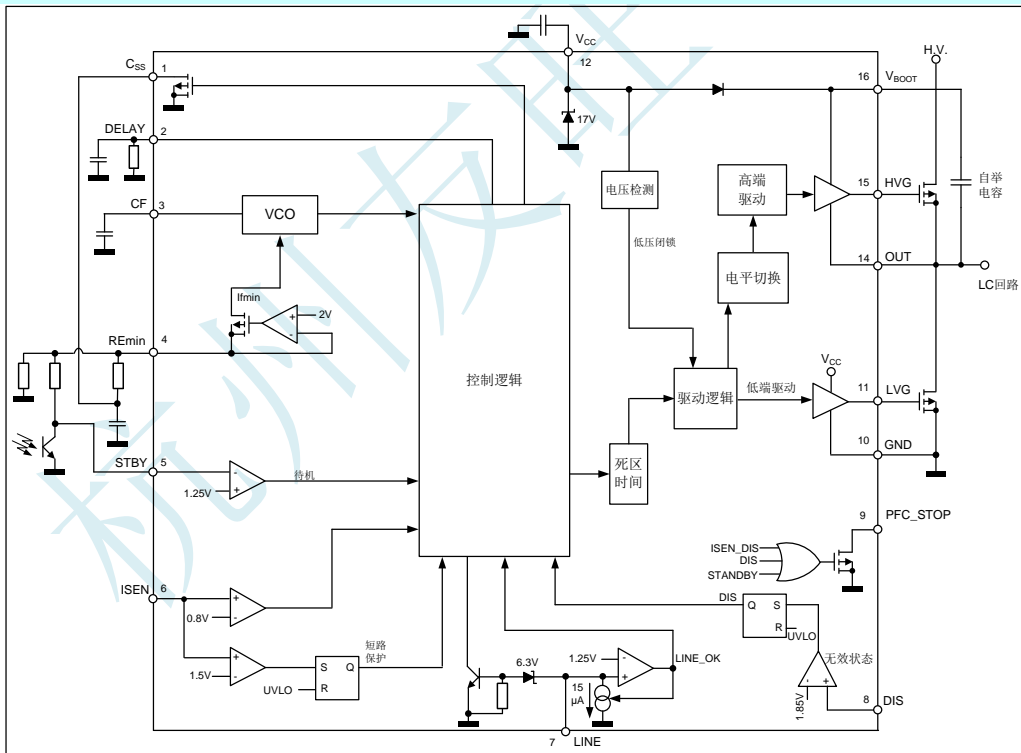 VCC
12
H.V.
CSS
1
16
VBOOT
17V
DELAY
2
电压检测
高端
驱动
15
HVG
自举
电容
CF
3
VCO
低压闭锁
14
OUT
LC回路
电平切换
Ifmin
+
2V
-
REmin
4
控制逻辑
VCC
驱动逻辑
低端驱动
11
LVG
10
GND
STBY
5
-
1.25V
+
待机
死区
时间
9
PFC_STOP
ISEN_DIS
DIS
STANDBY
ISEN
6
+
0.8V
-
DIS
Q
S
R
UVLO
短路
保护
+
1.5V
-
S
Q
UVLO
R
6.3V
1.25V
-
+
LINE_OK
15
μA
无效状态
-
+
1.85V
8
DIS
7
LINE
杭州友旺